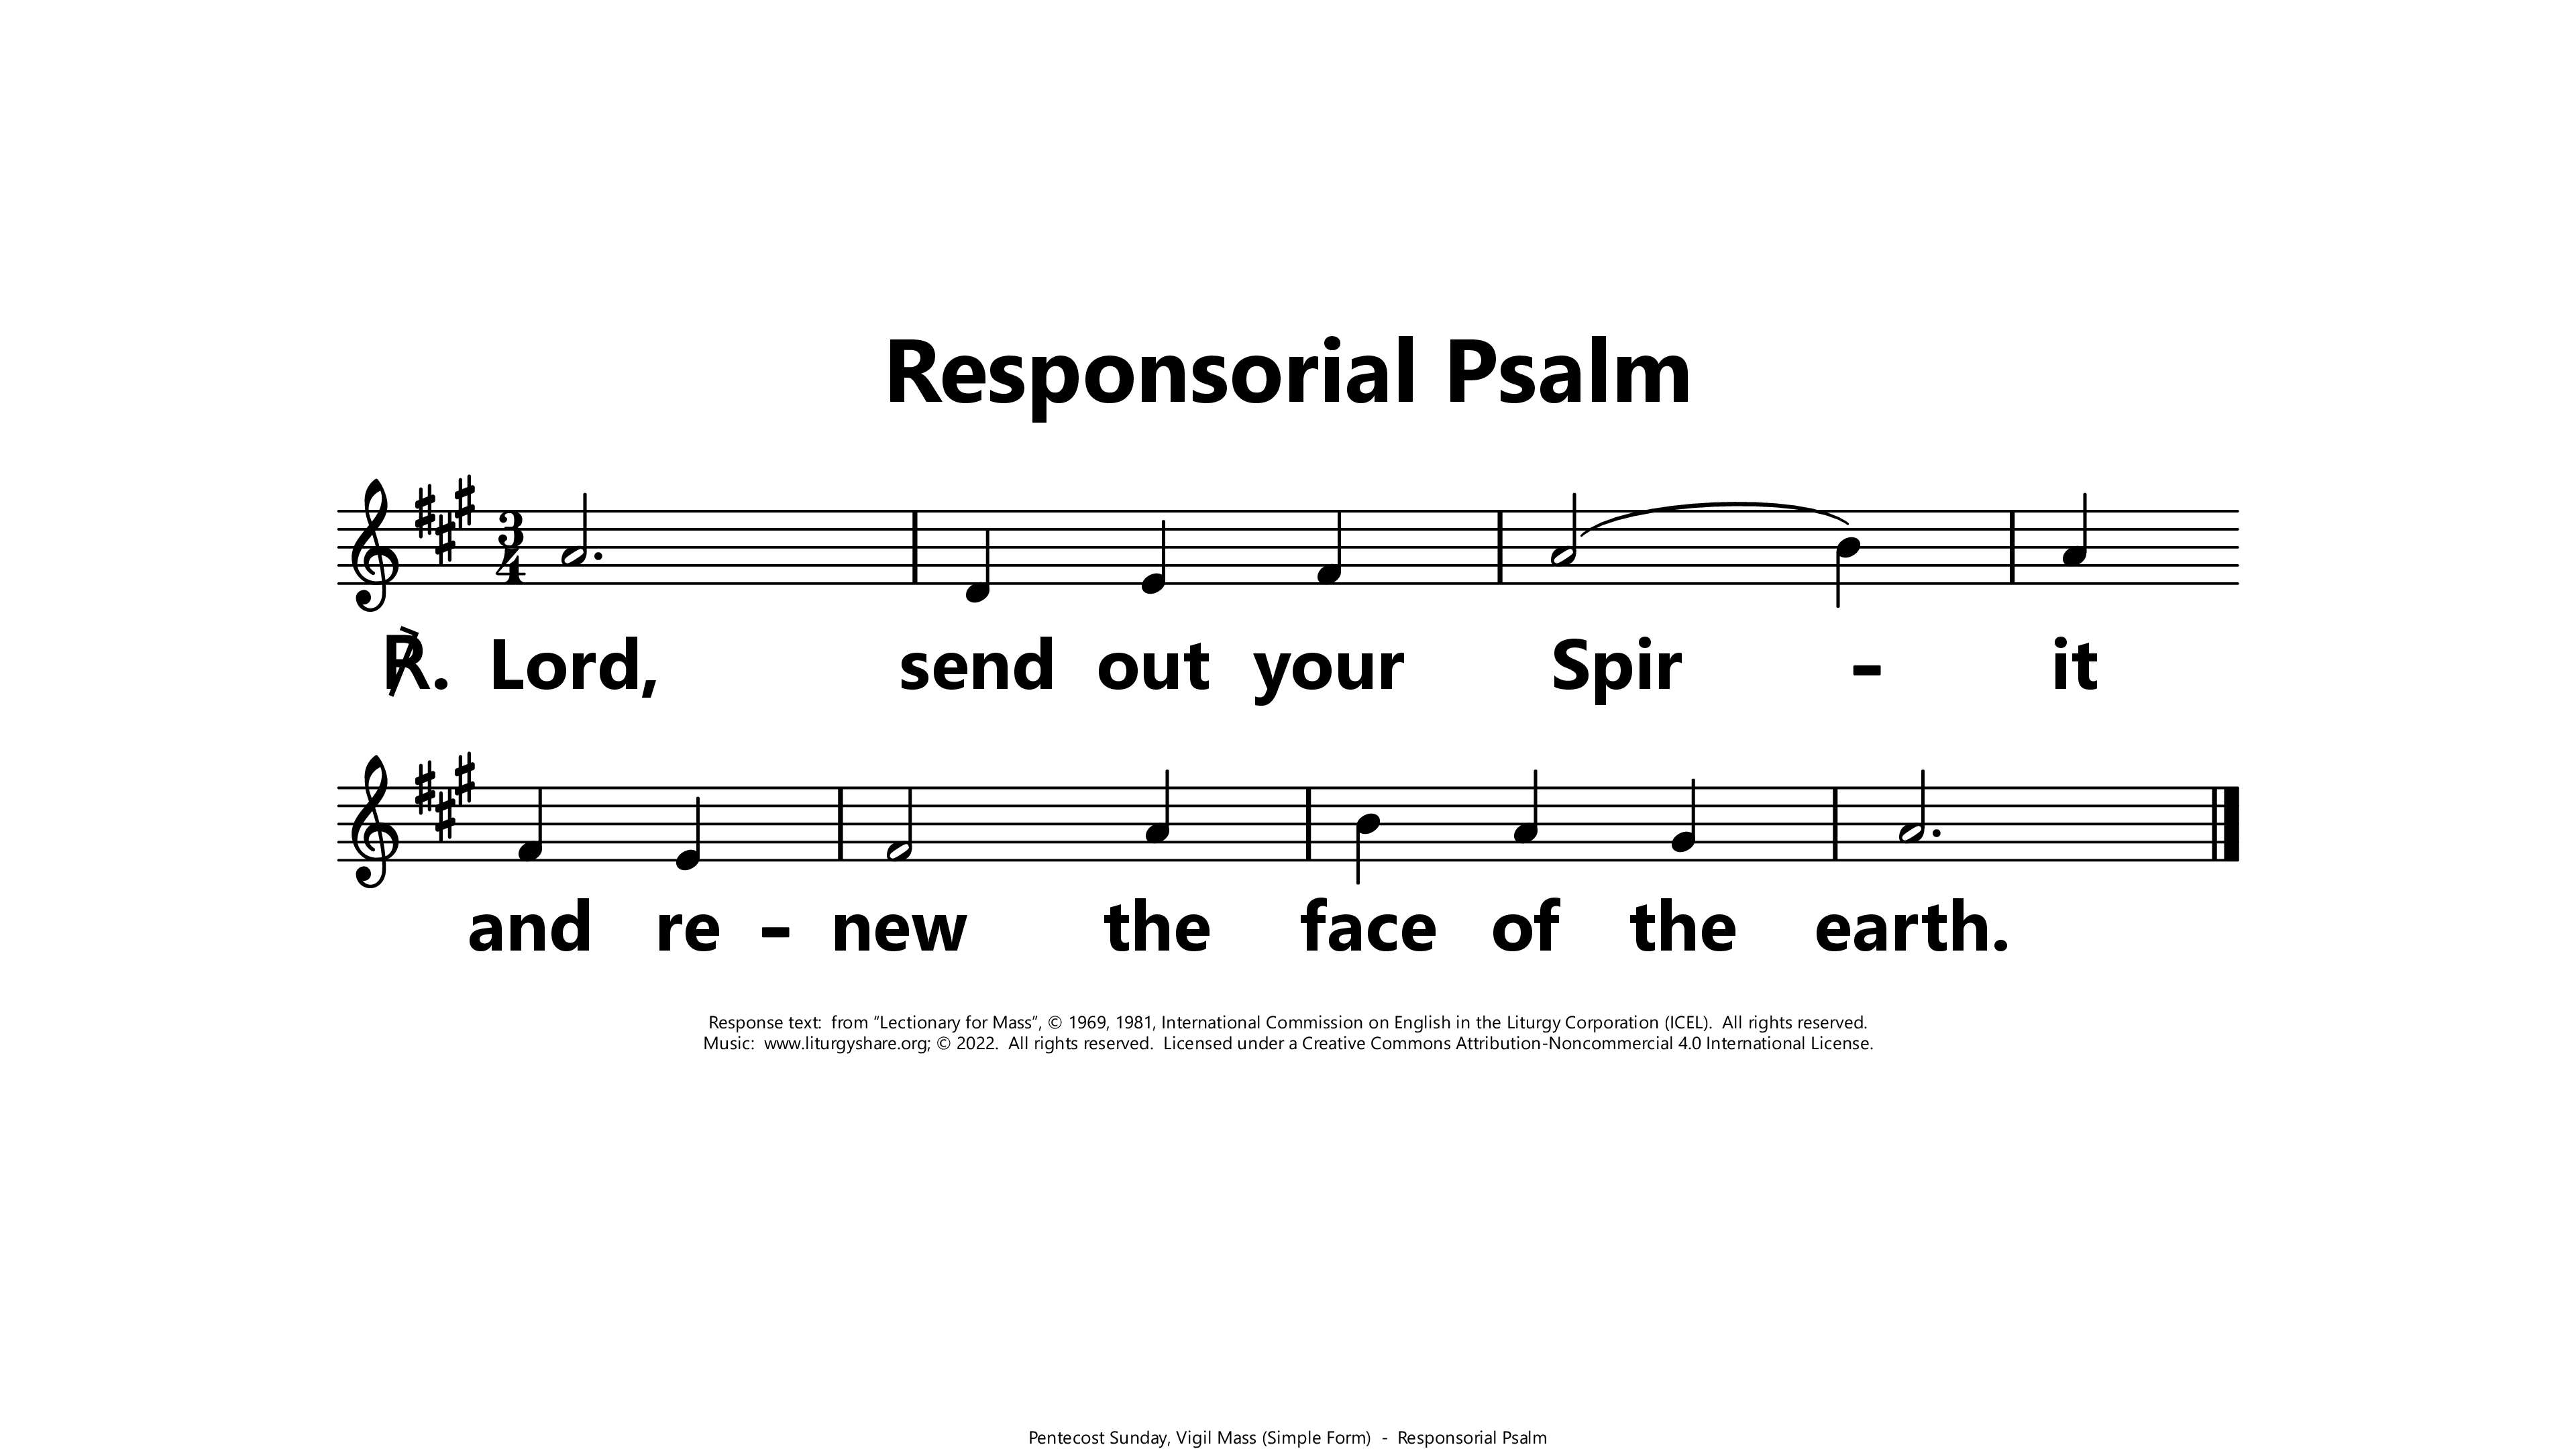 Responsorial Psalm
3
4
℟. Lord, send out your Spir - it
and re - new the face of the earth.
Response text:  from “Lectionary for Mass”, © 1969, 1981, International Commission on English in the Liturgy Corporation (ICEL).  All rights reserved.
Music:  www.liturgyshare.org; © 2022.  All rights reserved.  Licensed under a Creative Commons Attribution-Noncommercial 4.0 International License.
Pentecost Sunday, Vigil Mass (Simple Form)  -  Responsorial Psalm